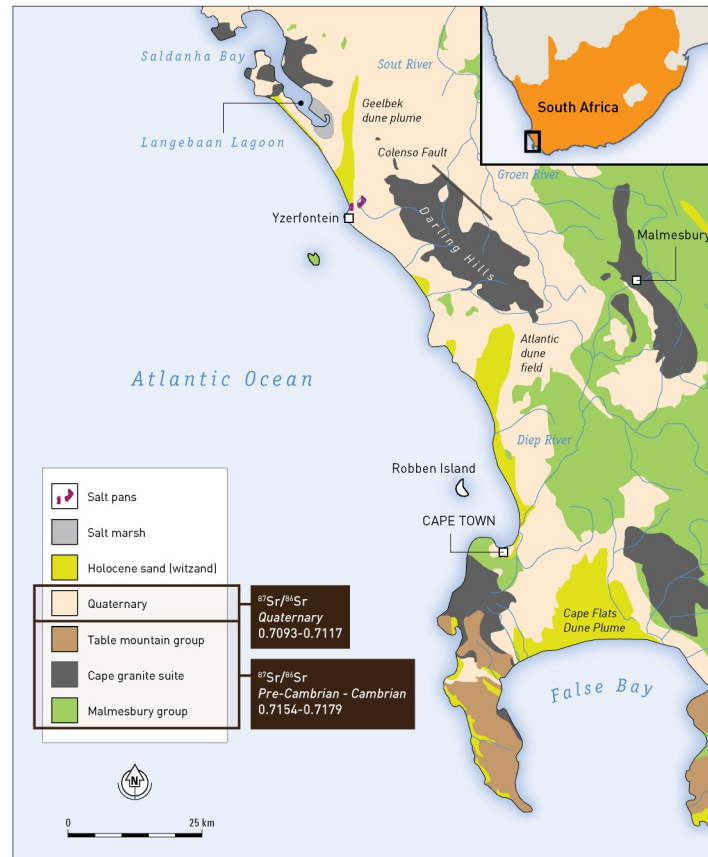 Saldanha Bay
Sout River
South Africa
Geelbek
dune plume
Langebaan Lagoon
Colenso Fault
Groen River
Yzerfontein
Darling Hills
Malmesbury
Atlantic
dune
field
Atlantic Ocean
Diep River
Robben Island
CAPE TOWN
Cape Flats
Dune Plume
False Bay
Salt pans
Salt marsh
Holocene sand (witzand)
Quaternary
Table mountain group
Cape granite suite
Malmesbury group
⁸⁷Sr/⁸⁶Sr
Quaternary
0.7093-0.7117
⁸⁷Sr/⁸⁶Sr
Pre-Cambrian - Cambrian
0.7154-0.7179
N
0 25 km